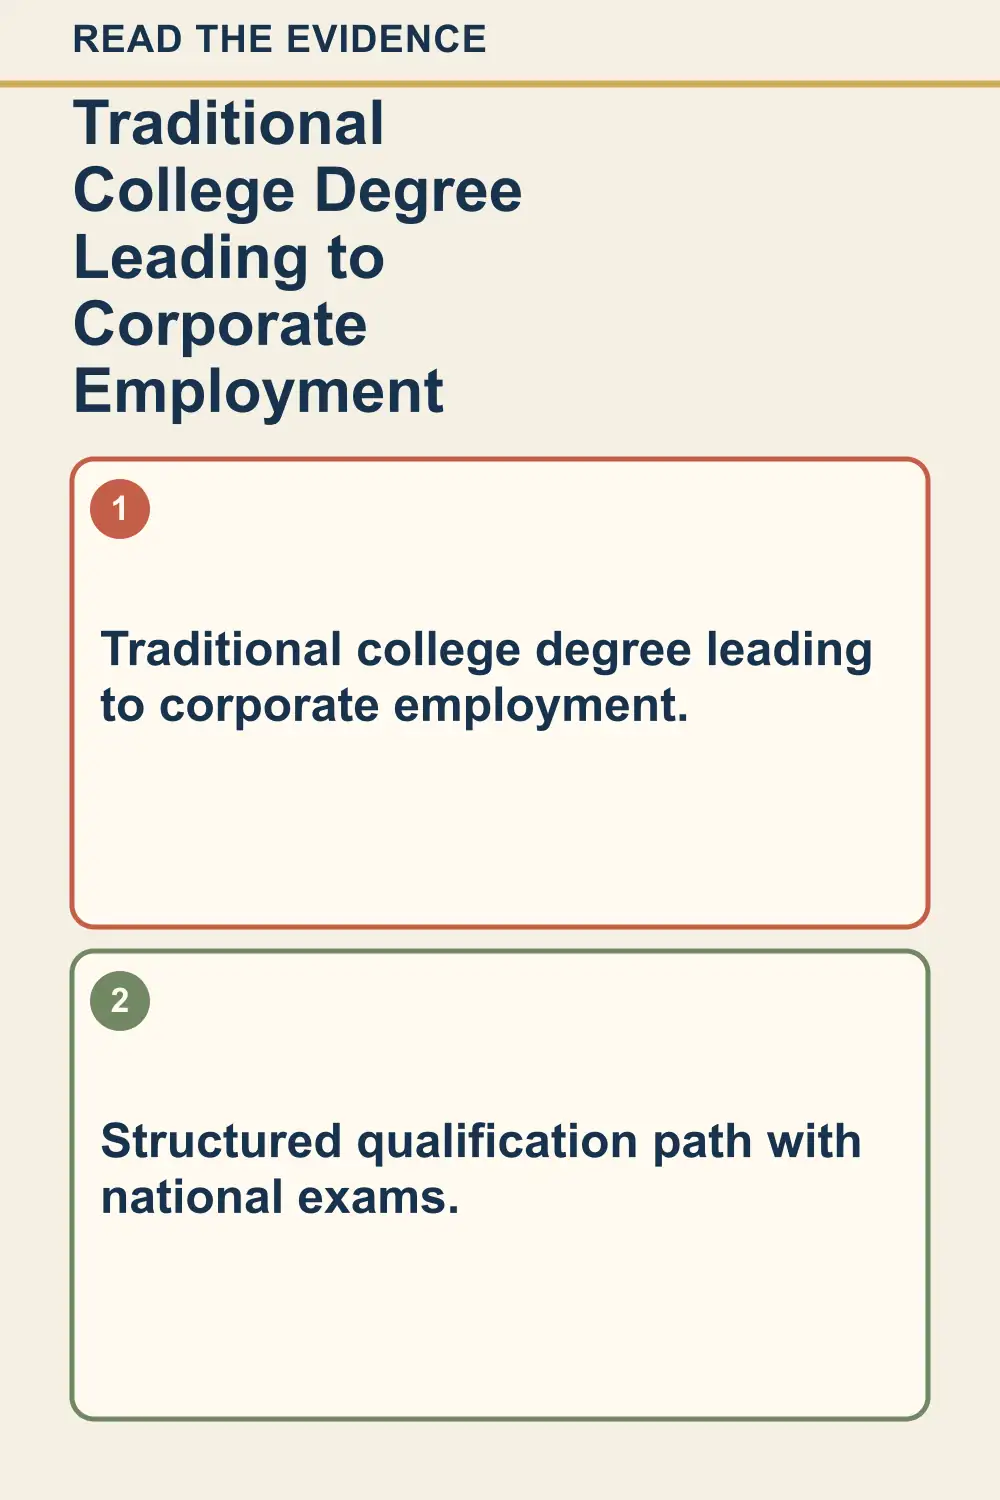 READ THE EVIDENCE
Traditional
College Degree
Leading to
Corporate
Employment
1
Traditional college degree leading
to corporate employment.
2
Structured qualification path with
national exams.